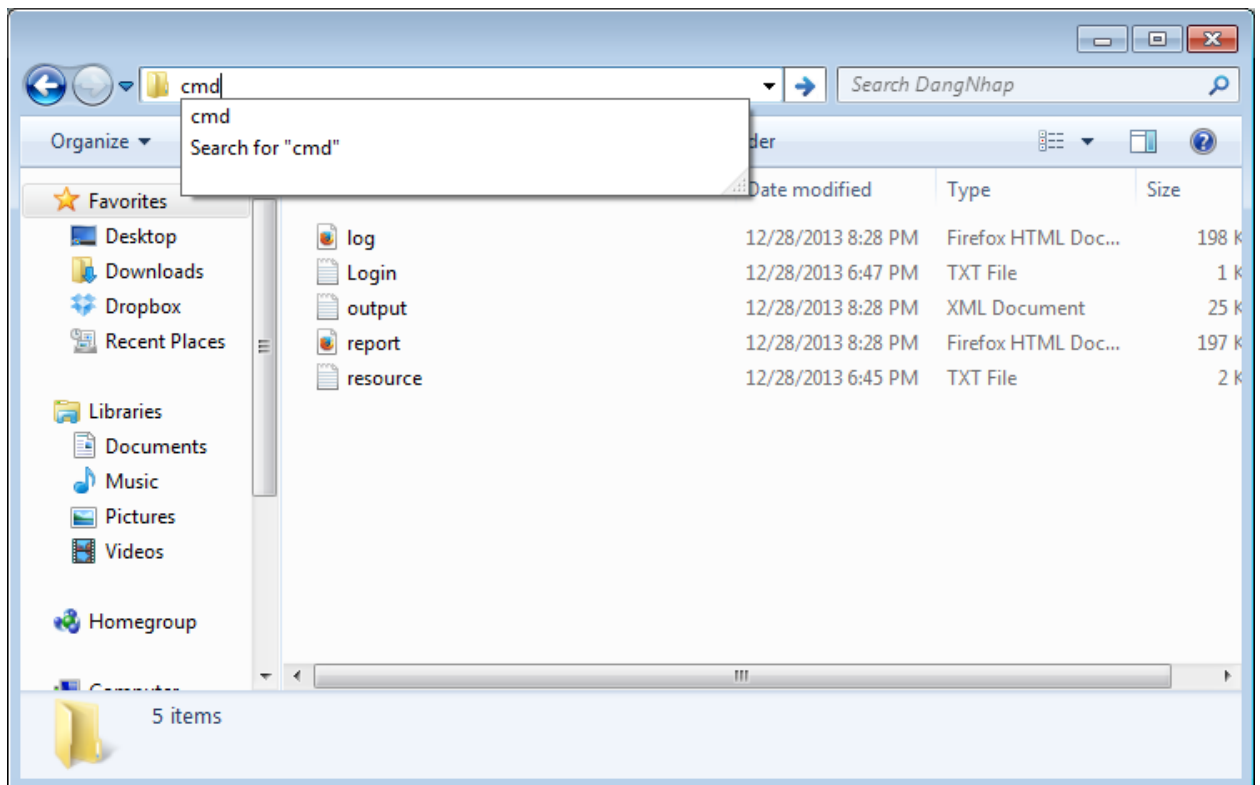 cmd
Search DangNhap
cmd
Search for "cmd"
Organize
der
Favorites
Desktop
Downloads
Dropbox
Recent Places
Libraries
Documents
Music
Pictures
Videos
Homegroup
Computer
Date modified Type Size
log 12/28/2013 8:28 PM Firefox HTML Doc... 198 K
Login 12/28/2013 6:47 PM TXT File 1 K
output 12/28/2013 8:28 PM XML Document 25 K
report 12/28/2013 8:28 PM Firefox HTML Doc... 197 K
resource 12/28/2013 6:45 PM TXT File 2 K
5 items